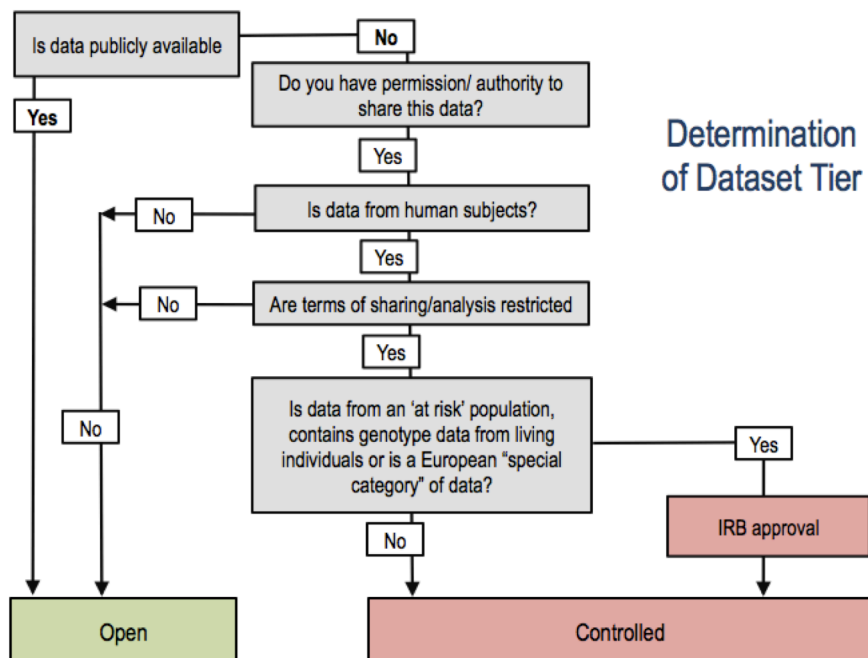 Is data publicly available
No
Do you have permission/ authority to
share this data?
Yes
Determination
of Dataset Tier
Yes
No
Is data from human subjects?
Yes
No
Are terms of sharing/analysis restricted
Yes
Is data from an ‘at risk’ population,
contains genotype data from living
individuals or is a European “special
category” of data?
No
Yes
No
IRB approval
Open
Controlled